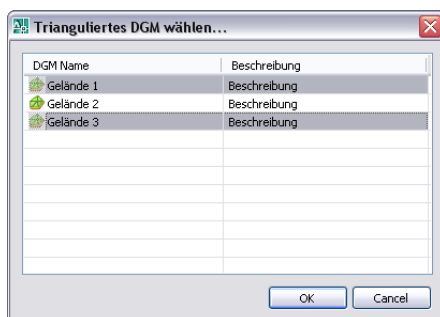 Trianguliertes DGM wählen...
DGM Name Beschreibung
Gelände 1 Beschreibung
Gelände 2 Beschreibung
Gelände 3 Beschreibung
OK Cancel